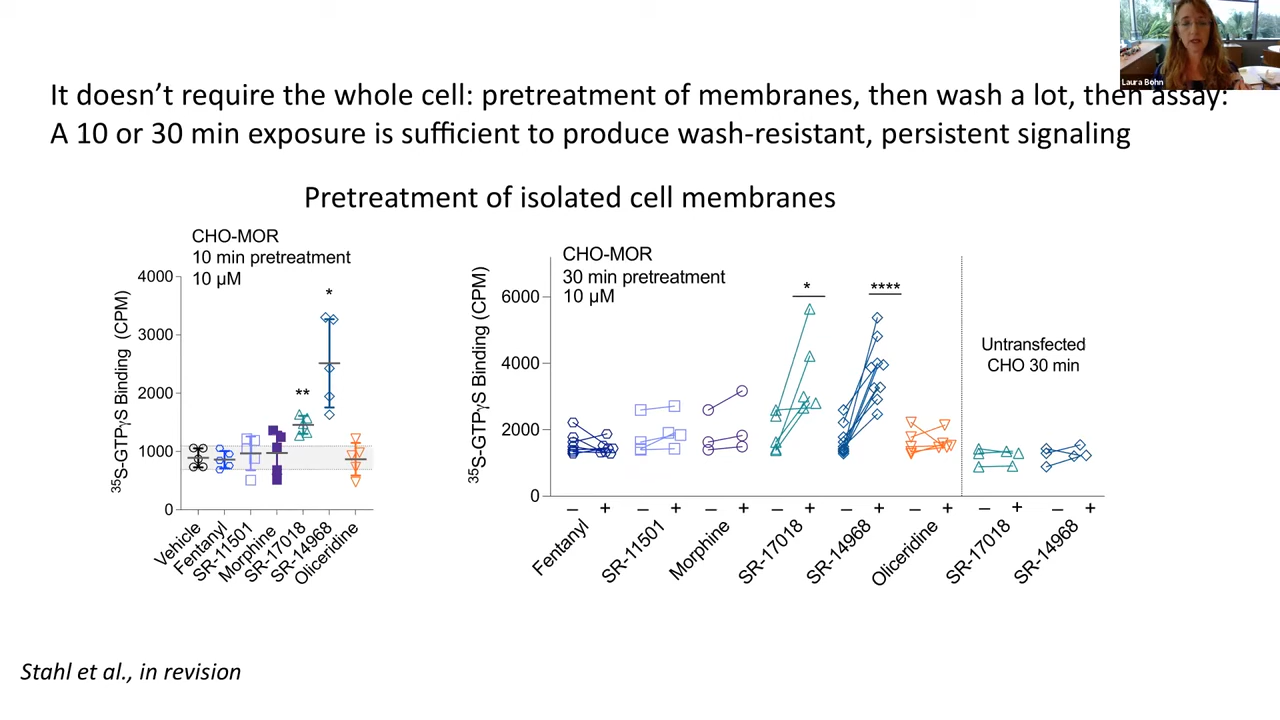 Laura Bohn
It doesn't require the whole cell: pretreatment of membranes, then wash a lot, then assay:
A 10 or 30 min exposure is sufficient to produce wash-resistant, persistent signaling
Pretreatment of isolated cell membranes
CHO-MOR
10 min pretreatment
10 µM
³⁵S-GTPγS Binding (CPM)
4000
3000
2000
1000
0
*
**
Vehicle
Fentanyl
SR-11501
Morphine
SR-17018
SR-14968
Oliceridine
CHO-MOR
30 min pretreatment
10 µM
³⁵S-GTPγS Binding (CPM)
6000
4000
2000
0
* ****
Untransfected
CHO 30 min
– + – + – + – + – + – + – + – +
Fentanyl
SR-11501
Morphine
SR-17018
SR-14968
Oliceridine
SR-17018
SR-14968
Stahl et al., in revision